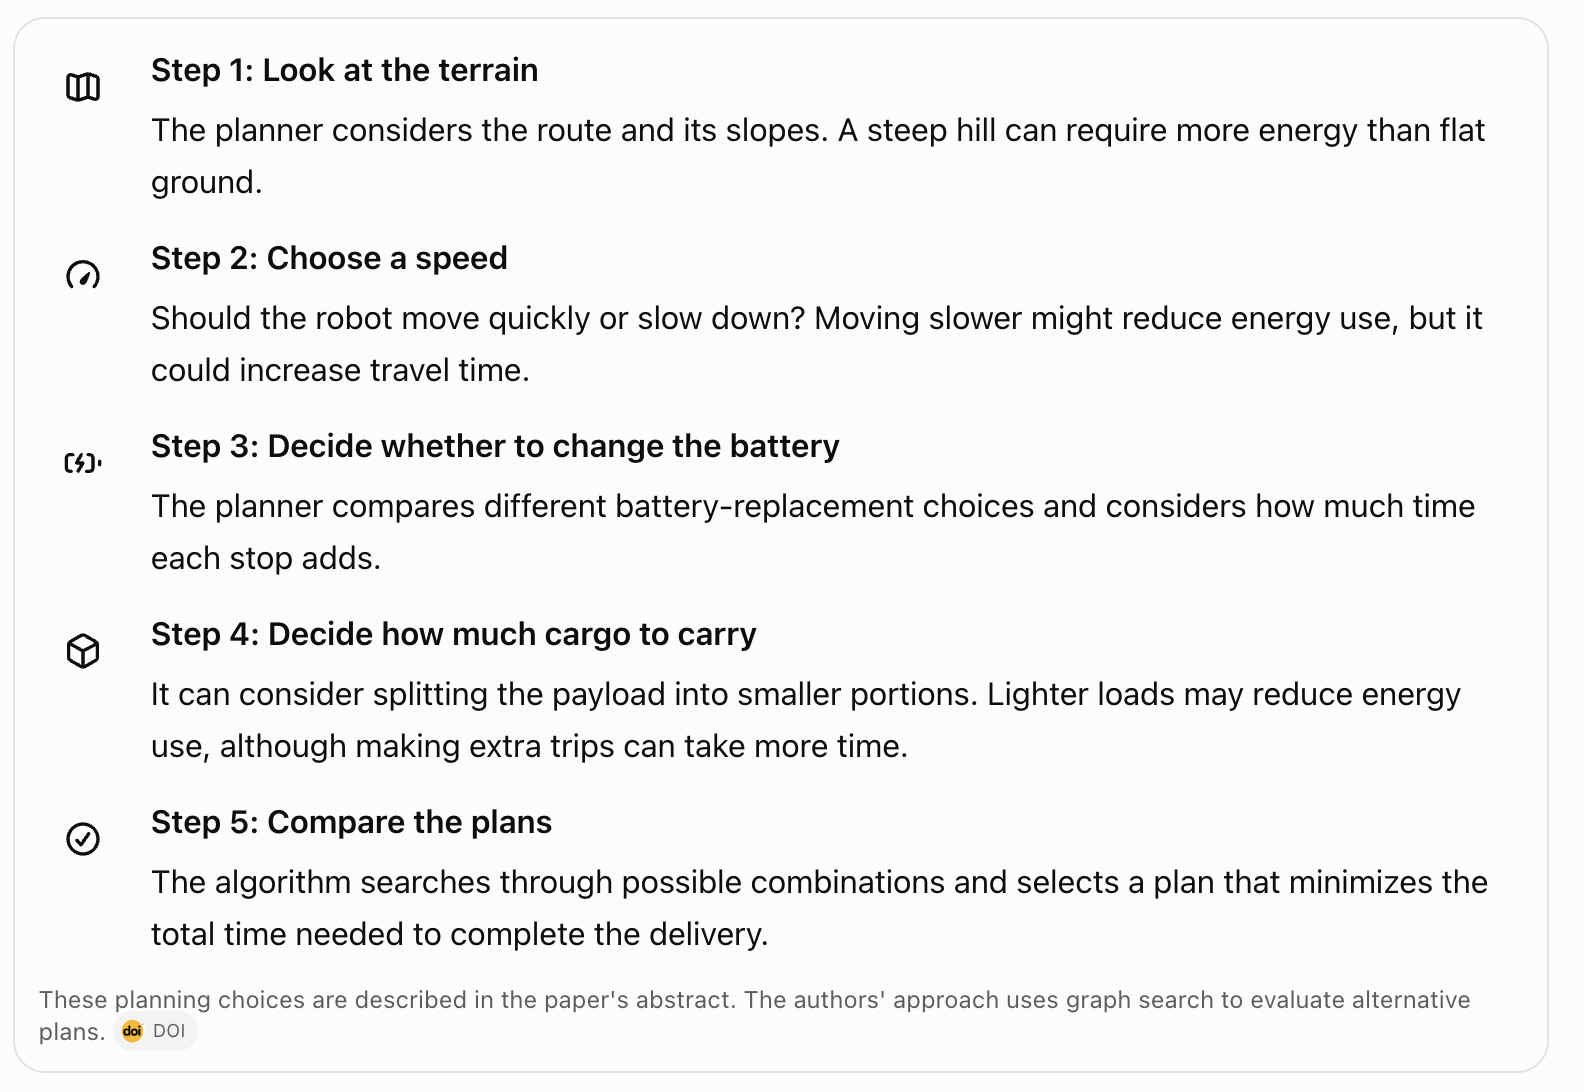 Step 1: Look at the terrain
The planner considers the route and its slopes. A steep hill can require more energy than flat
ground.
Step 2: Choose a speed
Should the robot move quickly or slow down? Moving slower might reduce energy use, but it
could increase travel time.
Step 3: Decide whether to change the battery
The planner compares different battery-replacement choices and considers how much time
each stop adds.
Step 4: Decide how much cargo to carry
It can consider splitting the payload into smaller portions. Lighter loads may reduce energy
use, although making extra trips can take more time.
Step 5: Compare the plans
The algorithm searches through possible combinations and selects a plan that minimizes the
total time needed to complete the delivery.
These planning choices are described in the paper's abstract. The authors' approach uses graph search to evaluate alternative
plans. doi DOI